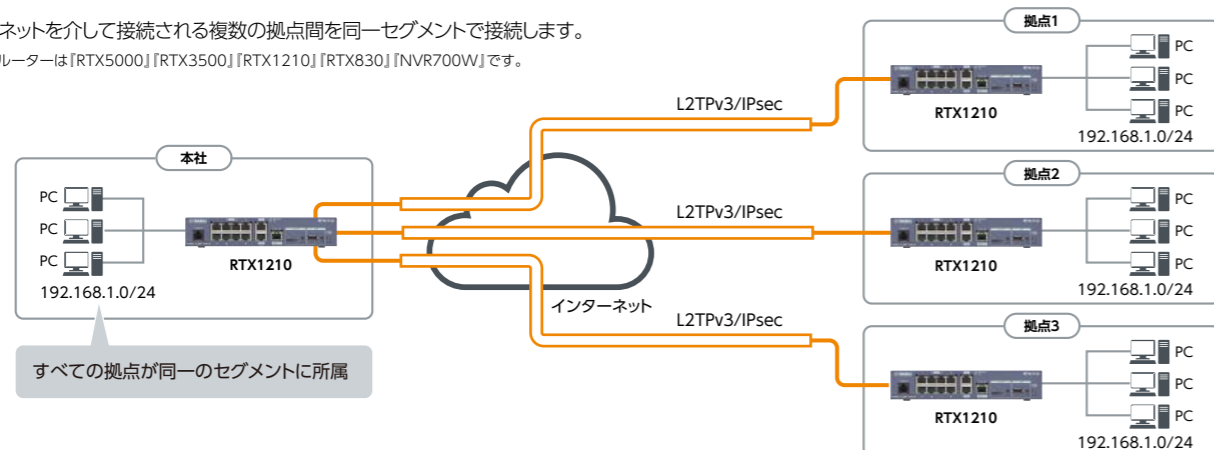 ネットを介して接続される複数の拠点間を同一セグメントで接続します。
ルーターは『RTX5000』『RTX3500』『RTX1210』『RTX830』『NVR700W』です。
本社
PC
PC
PC
RTX1210
192.168.1.0/24
すべての拠点が同一のセグメントに所属
L2TPv3/IPsec
L2TPv3/IPsec
インターネット
L2TPv3/IPsec
拠点1
PC
PC
PC
RTX1210
192.168.1.0/24
拠点2
PC
PC
PC
RTX1210
192.168.1.0/24
拠点3
PC
PC
PC
RTX1210
192.168.1.0/24